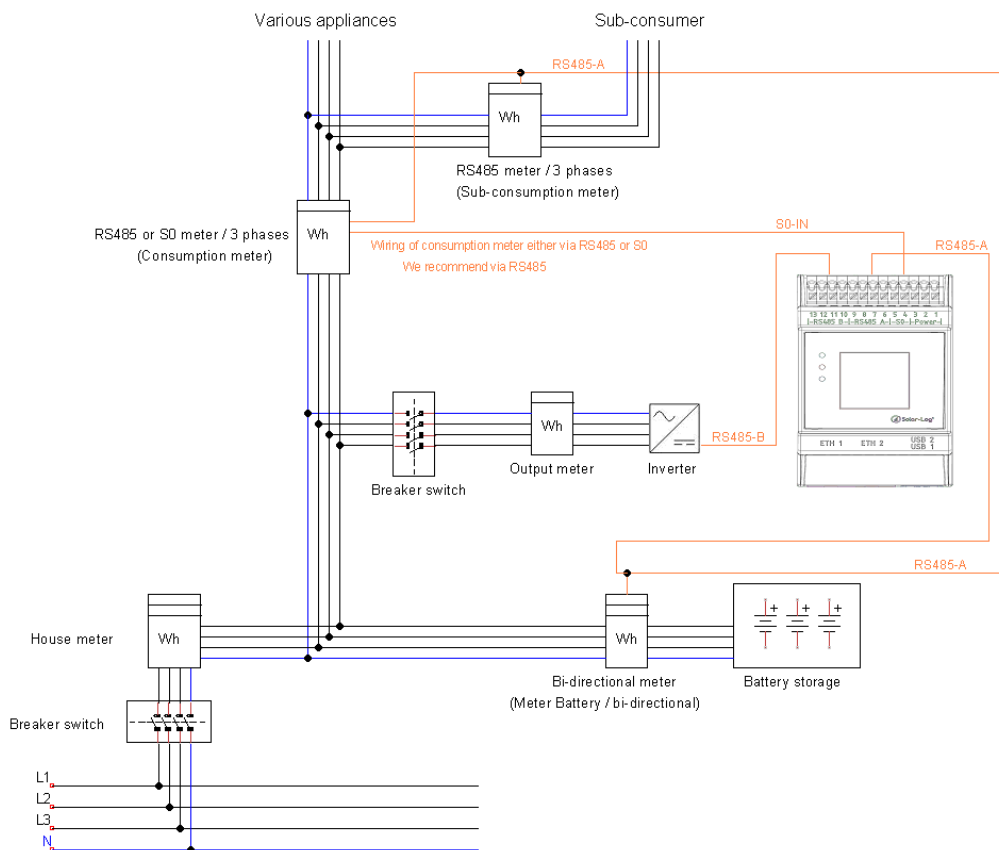 Various appliances
Sub-consumer
RS485-A
Wh
RS485 meter / 3 phases
(Sub-consumption meter)
RS485 or S0 meter / 3 phases
(Consumption meter)
Wh
S0-IN
Wiring of consumption meter either via RS485 or S0
We recommend via RS485
RS485-A
13 12 11 10 9 8 7 6 5 4 3 2 1
|-RS485 B-|-RS485 A-|-S0-|-Power-|
Solar-Log®
ETH 1 ETH 2 USB 2
USB 1
Wh
RS485-B
Breaker switch
Output meter
Inverter
RS485-A
House meter
Wh
Wh
+ + +
Bi-directional meter
(Meter Battery / bi-directional)
Battery storage
Breaker switch
L1
L2
L3
N